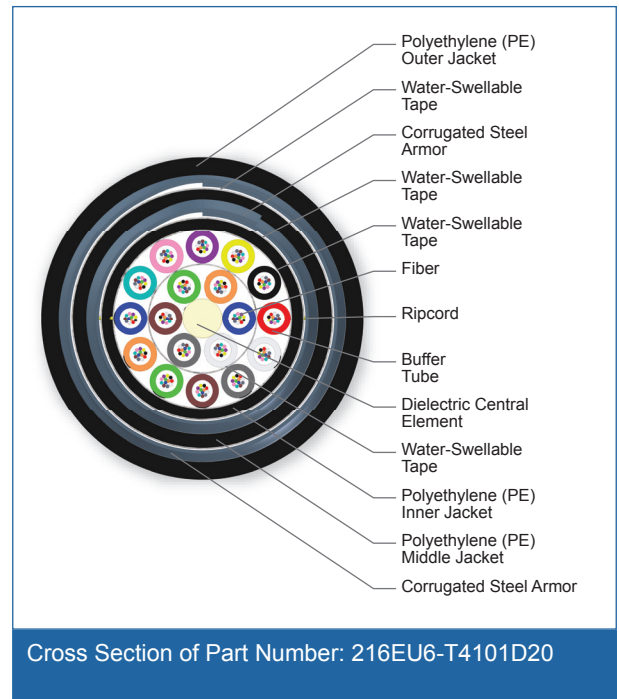 Polyethylene (PE)
Outer Jacket
Water-Swellable
Tape
Corrugated Steel
Armor
Water-Swellable
Tape
Water-Swellable
Tape
Fiber
Ripcord
Buffer
Tube
Dielectric Central
Element
Water-Swellable
Tape
Polyethylene (PE)
Inner Jacket
Polyethylene (PE)
Middle Jacket
Corrugated Steel Armor
Cross Section of Part Number: 216EU6-T4101D20